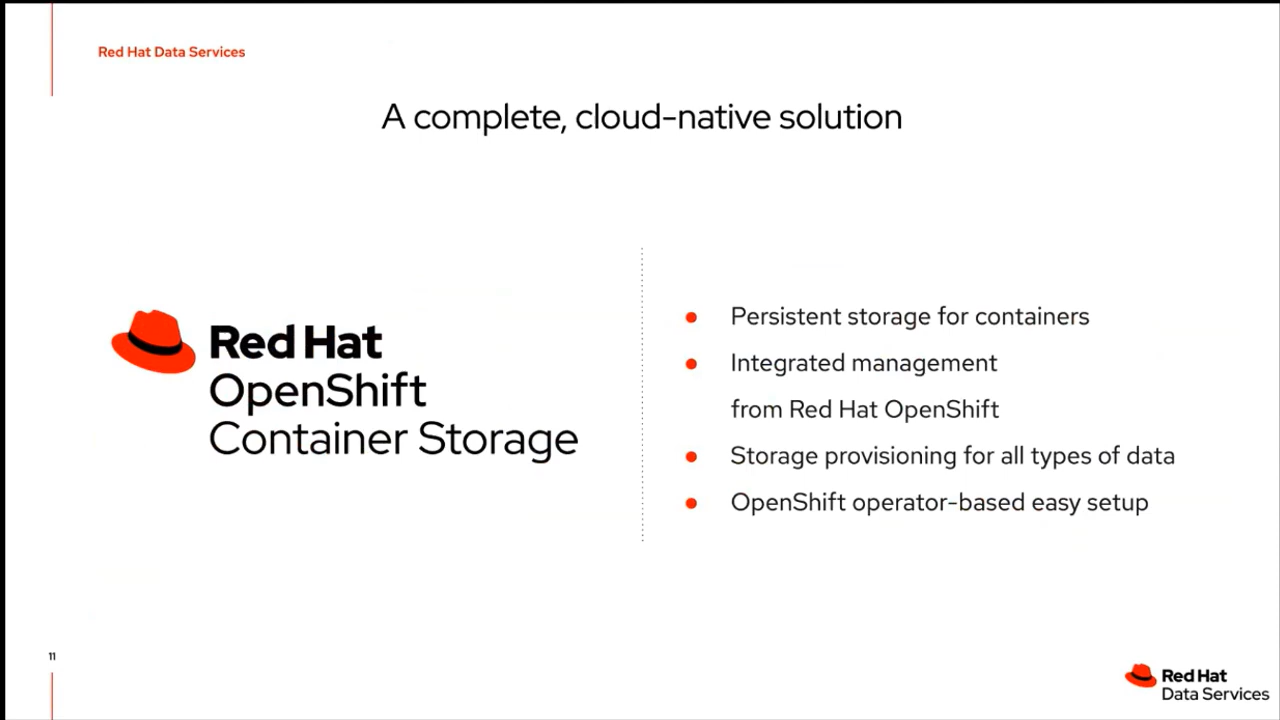 Red Hat Data Services
A complete, cloud-native solution
Red Hat
OpenShift
Container Storage
Persistent storage for containers
Integrated management
from Red Hat OpenShift
Storage provisioning for all types of data
OpenShift operator-based easy setup
11
Red Hat
Data Services